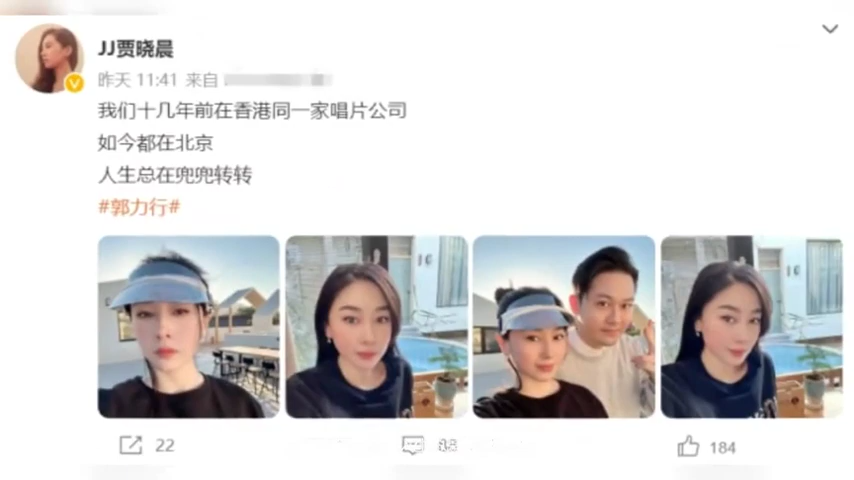 JJ贾晓晨
昨天 11:41 来自
我们十几年前在香港同一家唱片公司
如今都在北京
人生总在兜兜转转
#郭力行#
22
184